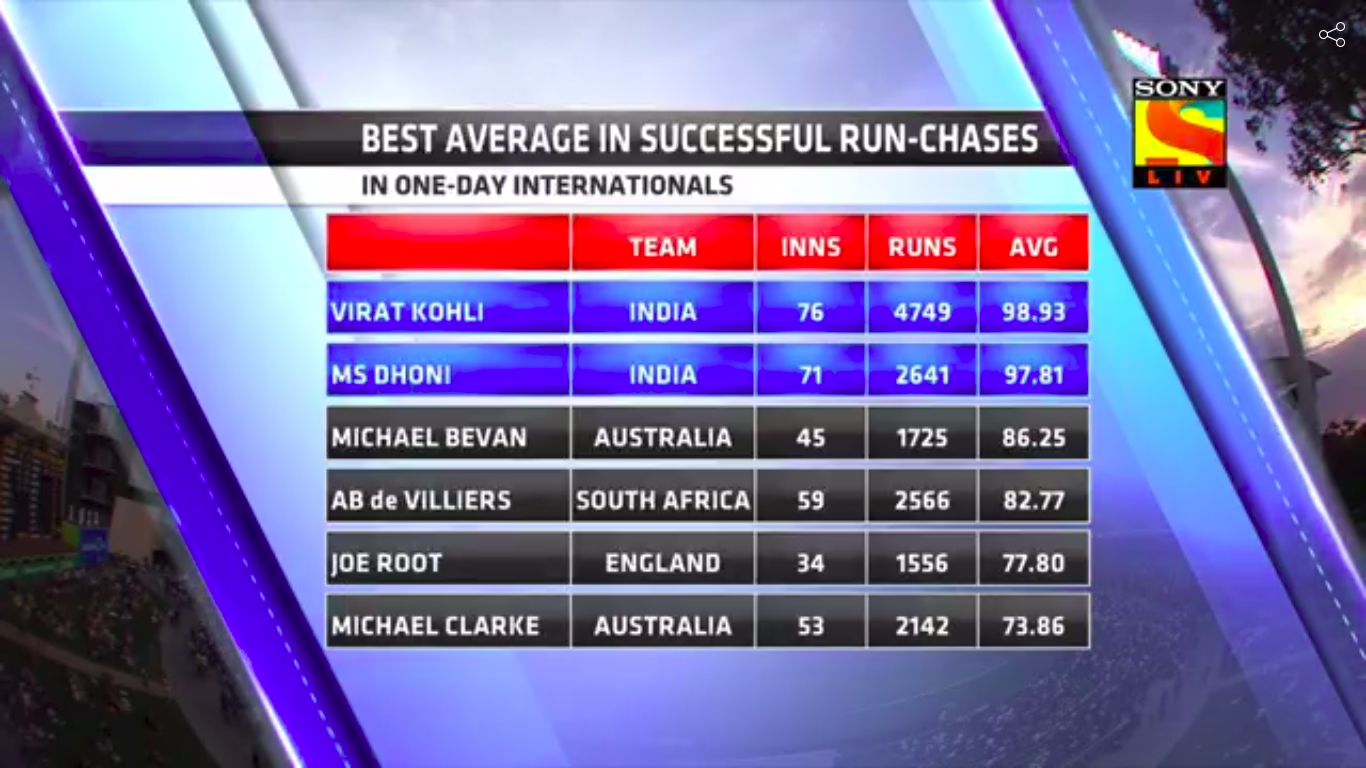 BEST AVERAGE IN SUCCESSFUL RUN-CHASES
SONY
LIV
IN ONE-DAY INTERNATIONALS
TEAM INNS RUNS AVG
VIRAT KOHLI INDIA 76 4749 98.93
MS DHONI INDIA 71 2641 97.81
MICHAEL BEVAN AUSTRALIA 45 1725 86.25
AB de VILLIERS SOUTH AFRICA 59 2566 82.77
JOE ROOT ENGLAND 34 1556 77.80
MICHAEL CLARKE AUSTRALIA 53 2142 73.86